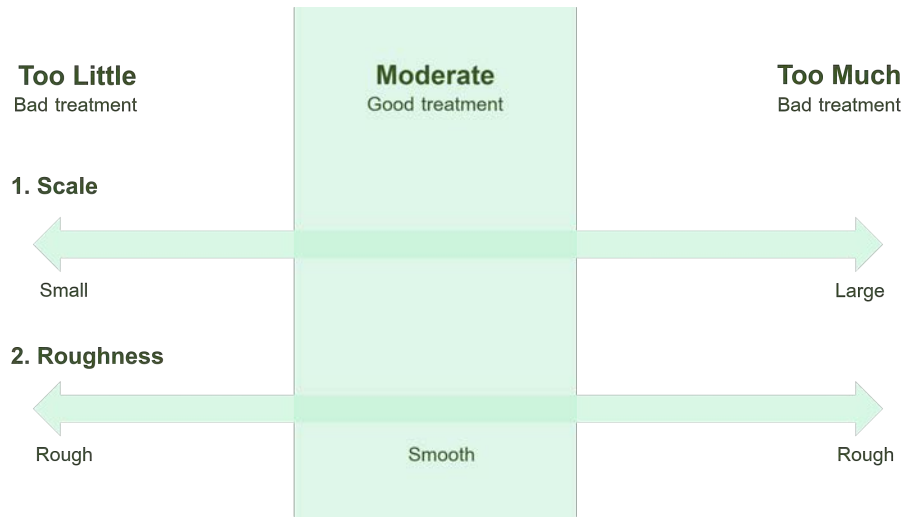 Too Little
Bad treatment
Moderate
Good treatment
Too Much
Bad treatment
1. Scale
Small
Large
2. Roughness
Rough
Smooth
Rough